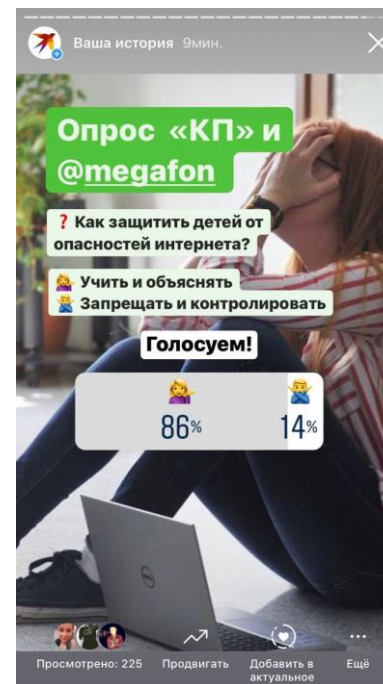 Ваша история 9мин.
Опрос «КП» и
@megafon
❓ Как защитить детей от
опасностей интернета?
💁‍♀️ Учить и объяснять
🙅‍♂️ Запрещать и контролировать
Голосуем!
💁‍♀️ 🙅‍♂️
86% 14%
DELL
Просмотрено: 225 Продвигать Добавить в Ещё
актуальное